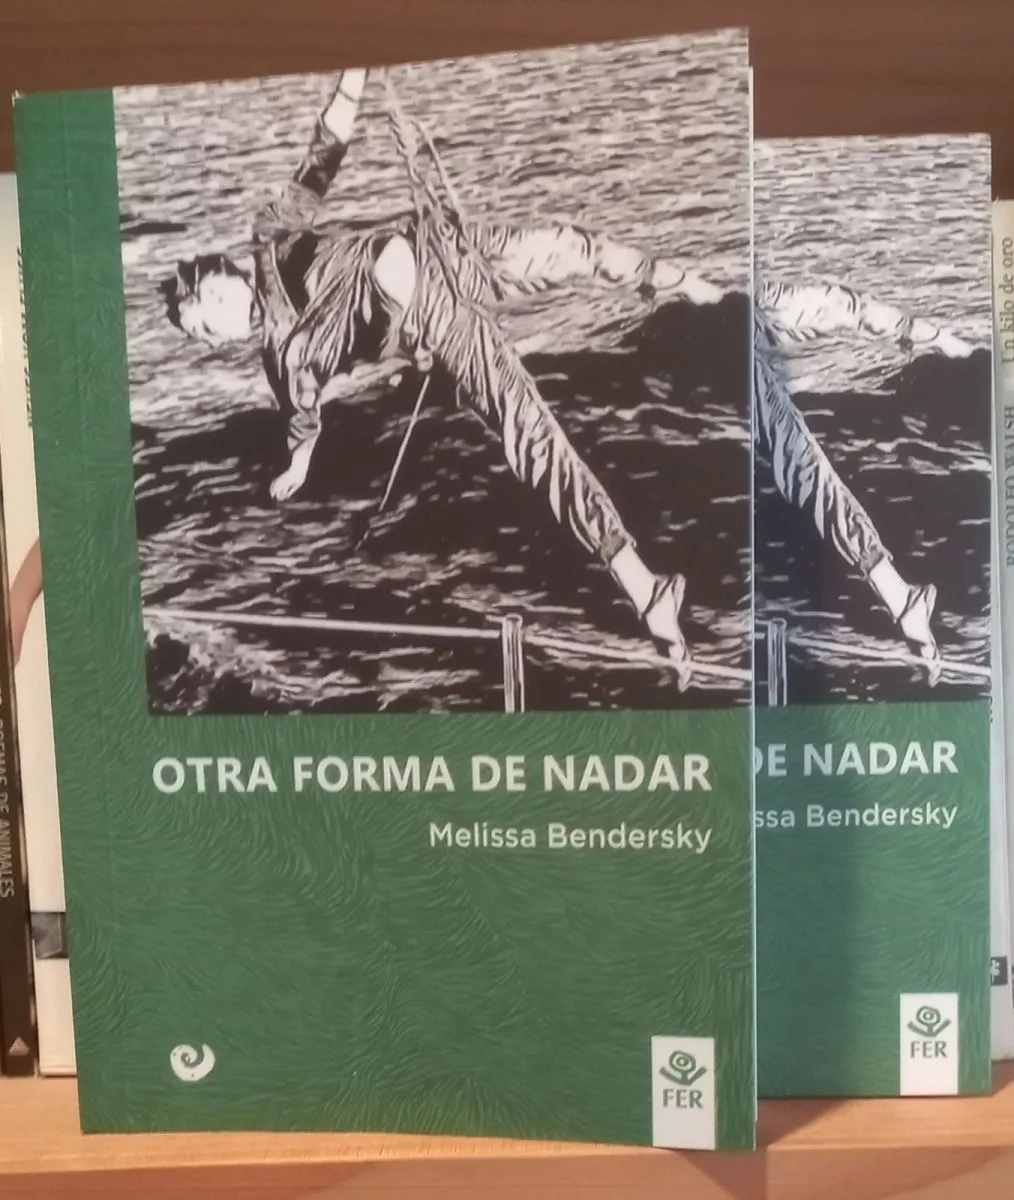 OTRA FORMA DE NADAR
Melissa Bendersky
FER
DE NADAR
ssa Bendersky
FER
Un kilo de oro
RODOLFO WALSH
POEMAS DE ANIMALES